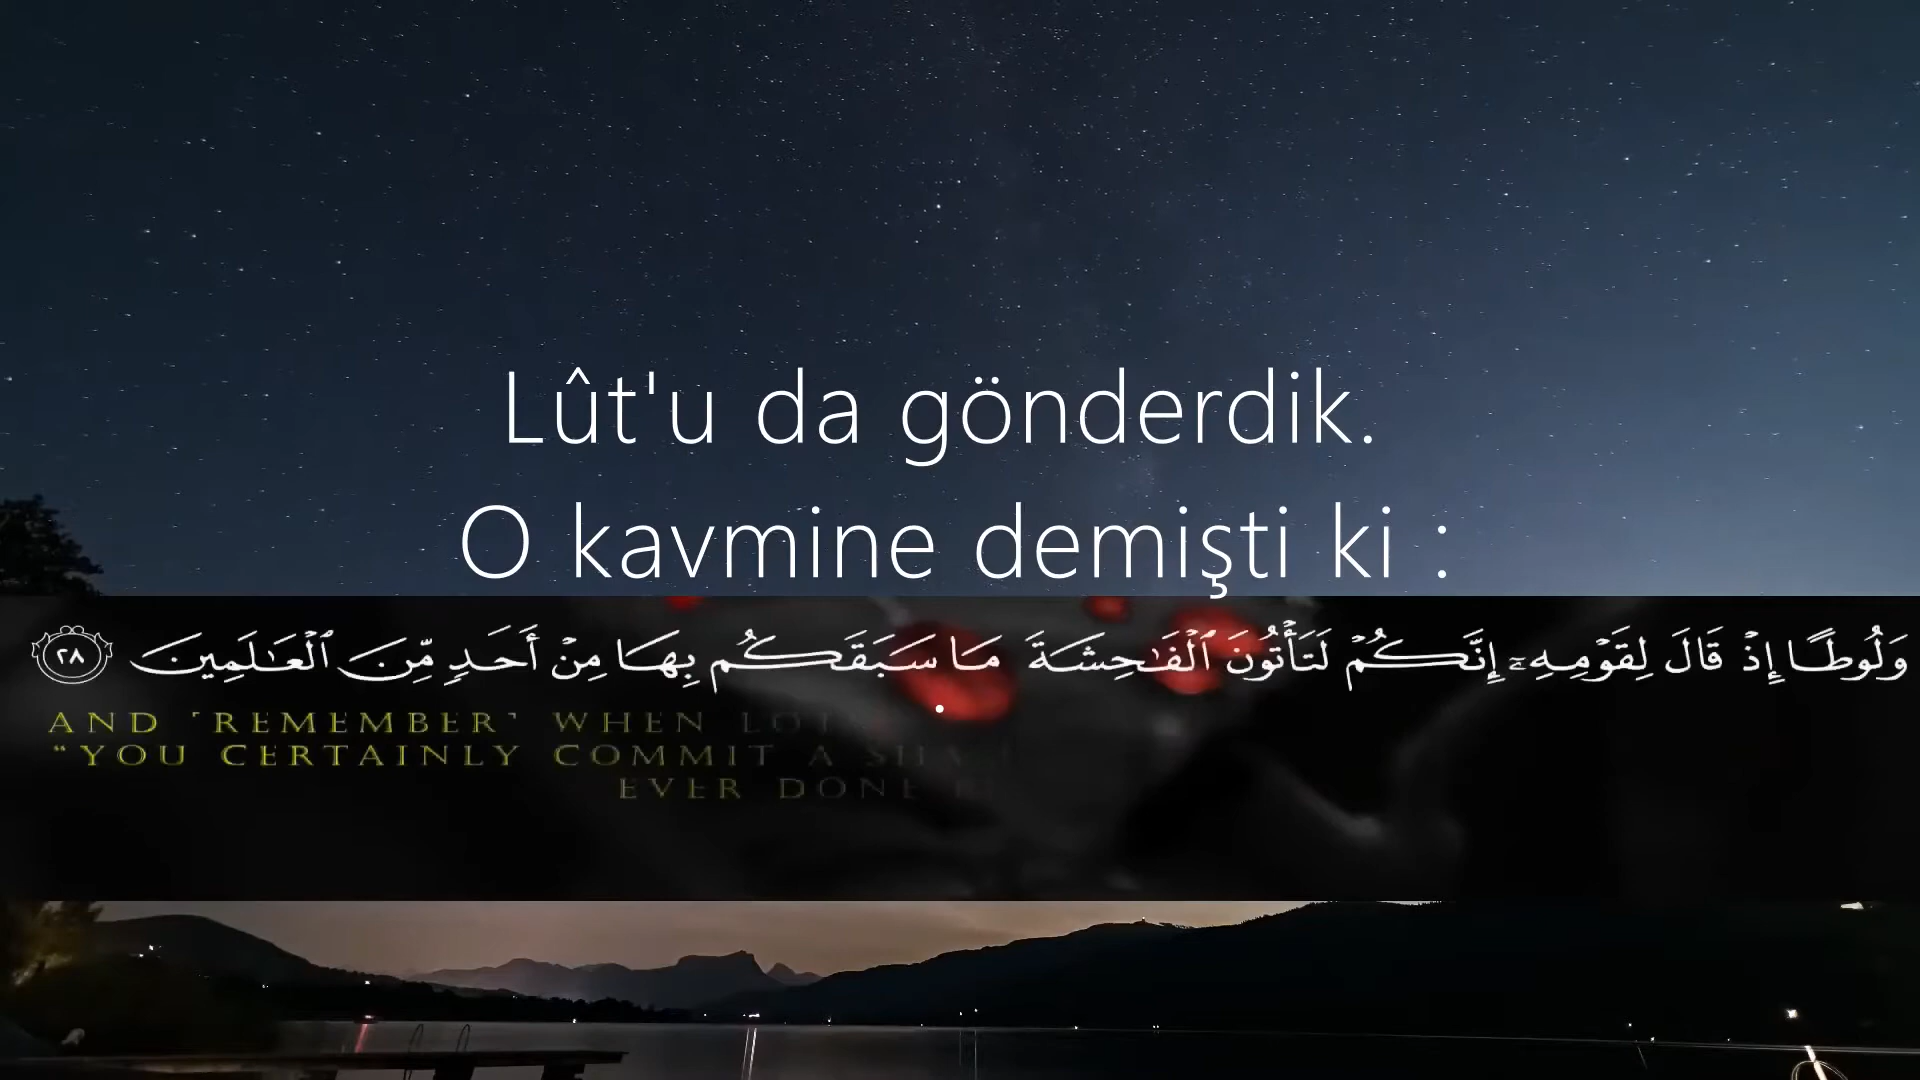 Lût'u da gönderdik.
O kavmine demişti ki :
وَلُوطًا إِذْ قَالَ لِقَوْمِهِۦٓ إِنَّكُمْ لَتَأْتُونَ ٱلْفَـٰحِشَةَ مَا سَبَقَكُم بِهَا مِنْ أَحَدٍ مِّنَ ٱلْعَـٰلَمِينَ ٢٨
AND ˹REMEMBER˺ WHEN LOT
“YOU CERTAINLY COMMIT A
EVER DONE